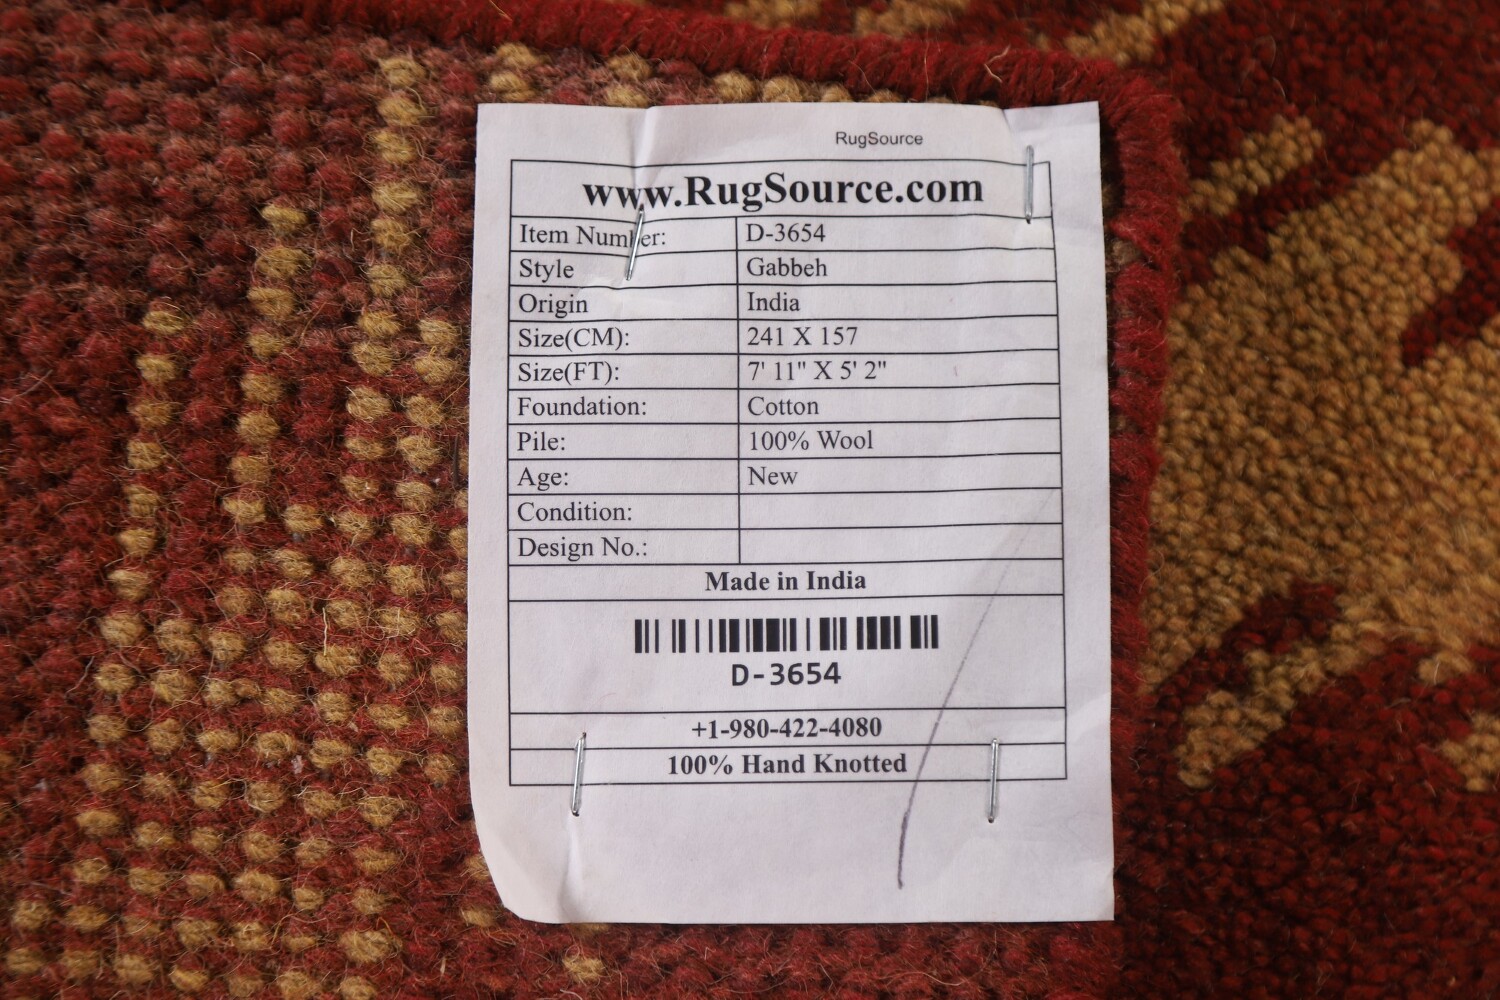 RugSource
www.RugSource.com
Item Number: D-3654
Style Gabbeh
Origin India
Size(CM): 241 X 157
Size(FT): 7' 11" X 5' 2"
Foundation: Cotton
Pile: 100% Wool
Age: New
Condition:
Design No.:
Made in India
D-3654
+1-980-422-4080
100% Hand Knotted